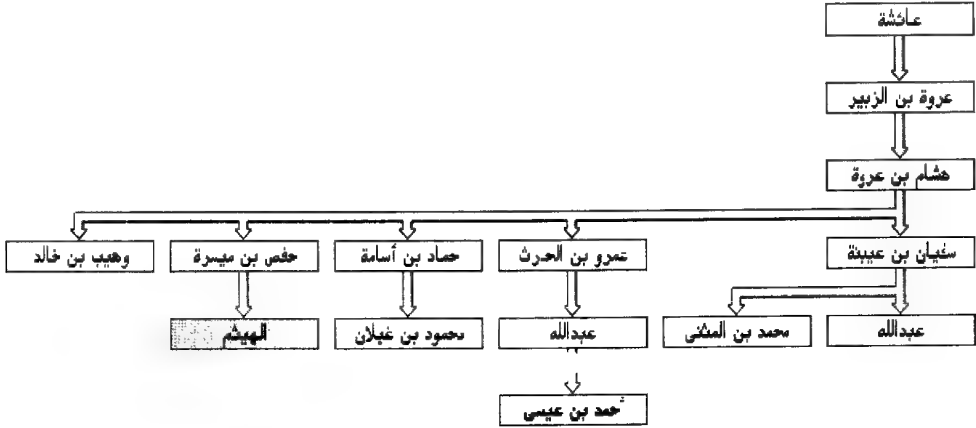 عائشة
عروة بن الزبير
هشام بن عروة
سفيان بن عيينة
عمرو بن الحرث
حماد بن أسامة
حفص بن ميسرة
وهيب بن خالد
عبدالله
محمد بن المثنى
عبدالله
محمود بن غيلان
الهيثم
أحمد بن عيسى